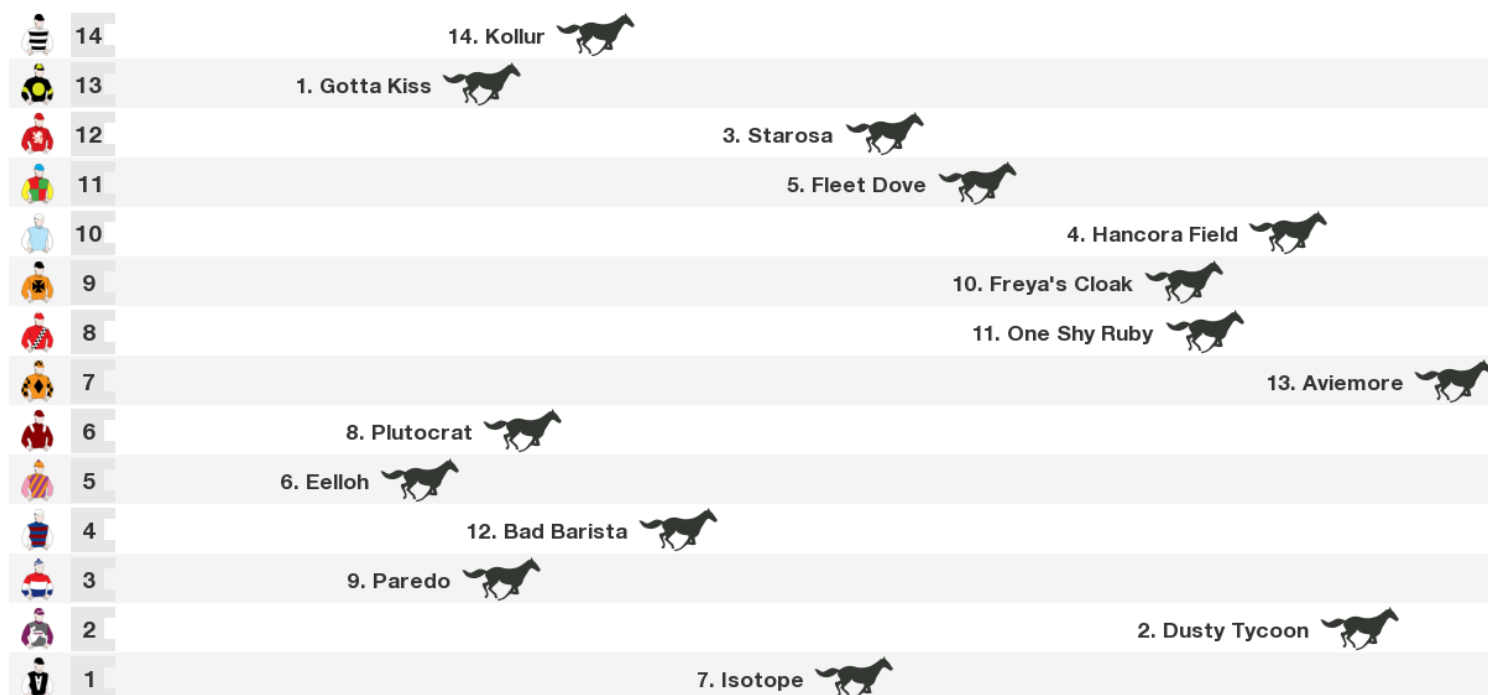 14 14. Kollur
13 1. Gotta Kiss
12 3. Starosa
11 5. Fleet Dove
10 4. Hancora Field
9 10. Freya's Cloak
8 11. One Shy Ruby
7 13. Aviemore
6 8. Plutocrat
5 6. Eelloh
4 12. Bad Barista
3 9. Paredo
2 2. Dusty Tycoon
1 7. Isotope